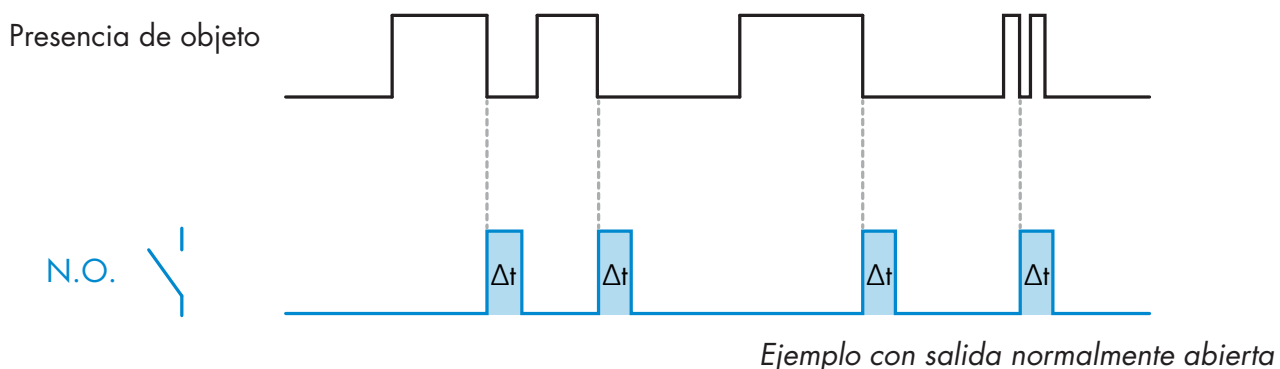 Presencia de objeto
N.O.
Δt Δt Δt Δt
Ejemplo con salida normalmente abierta